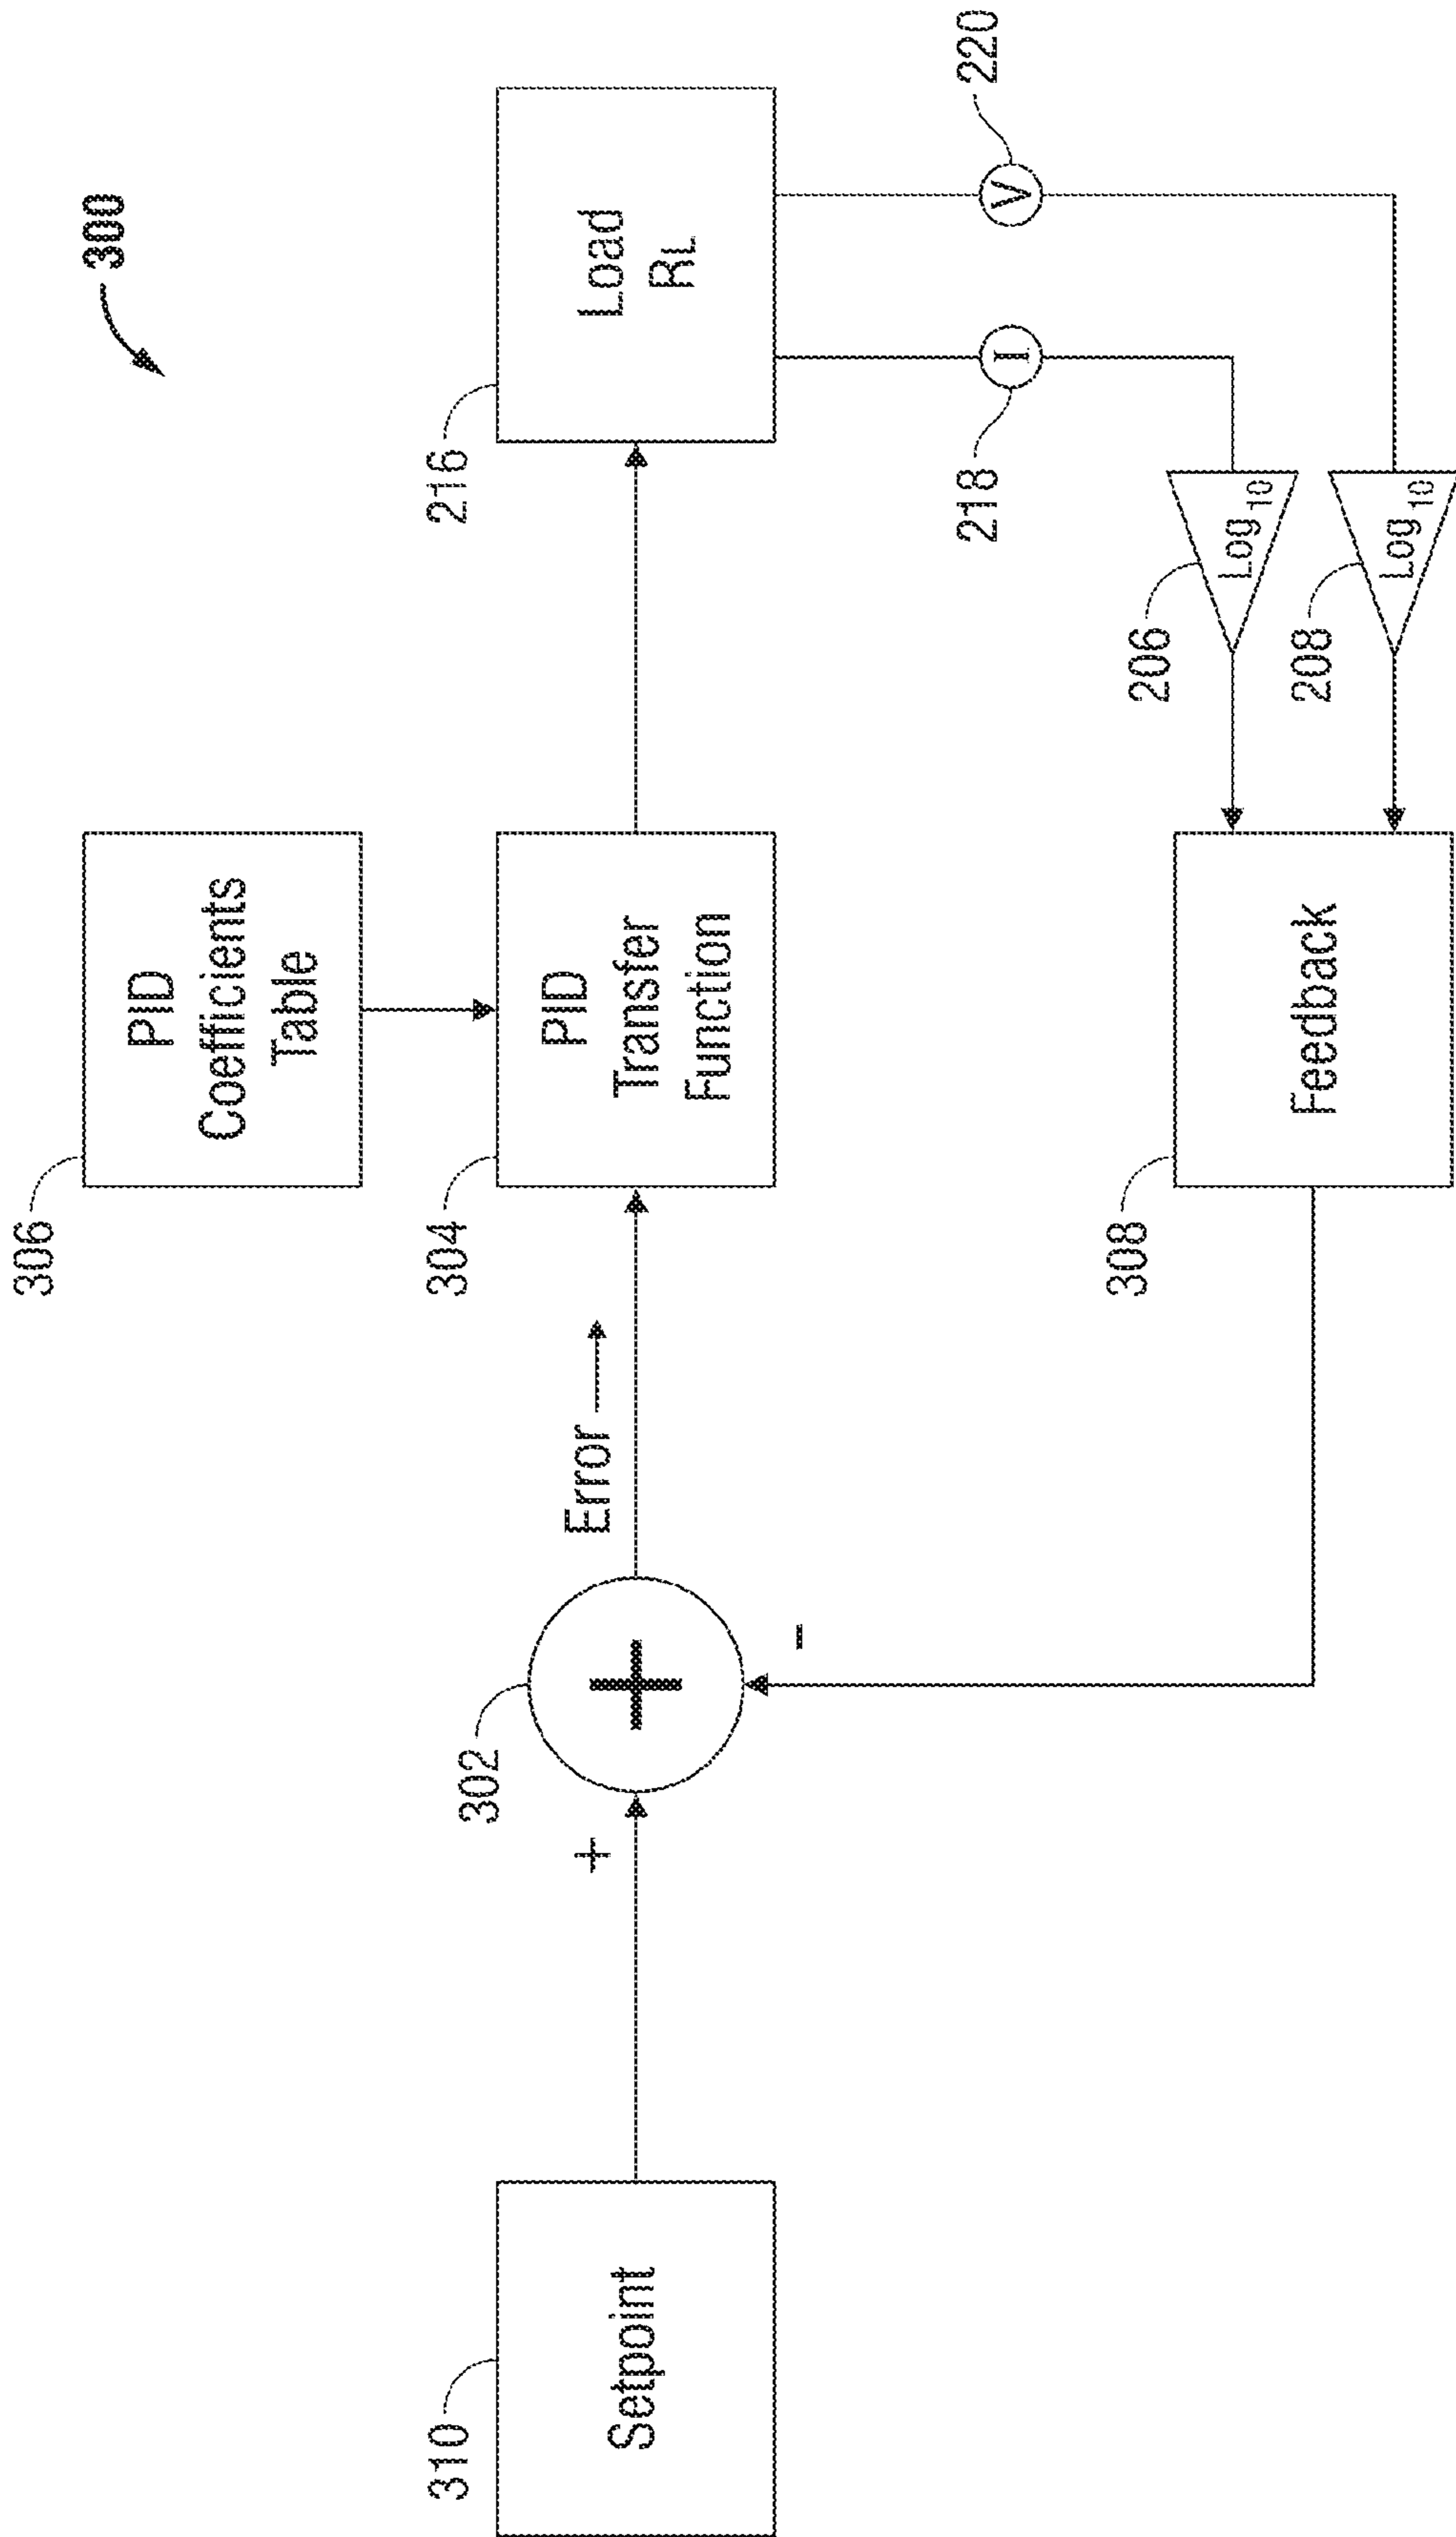 300
306
PID
Coefficients
Table
310
Setpoint
+
302
+
-
Error
304
PID
Transfer
Function
216
Load
RL
218
I
220
V
206
Log10
208
Log10
308
Feedback